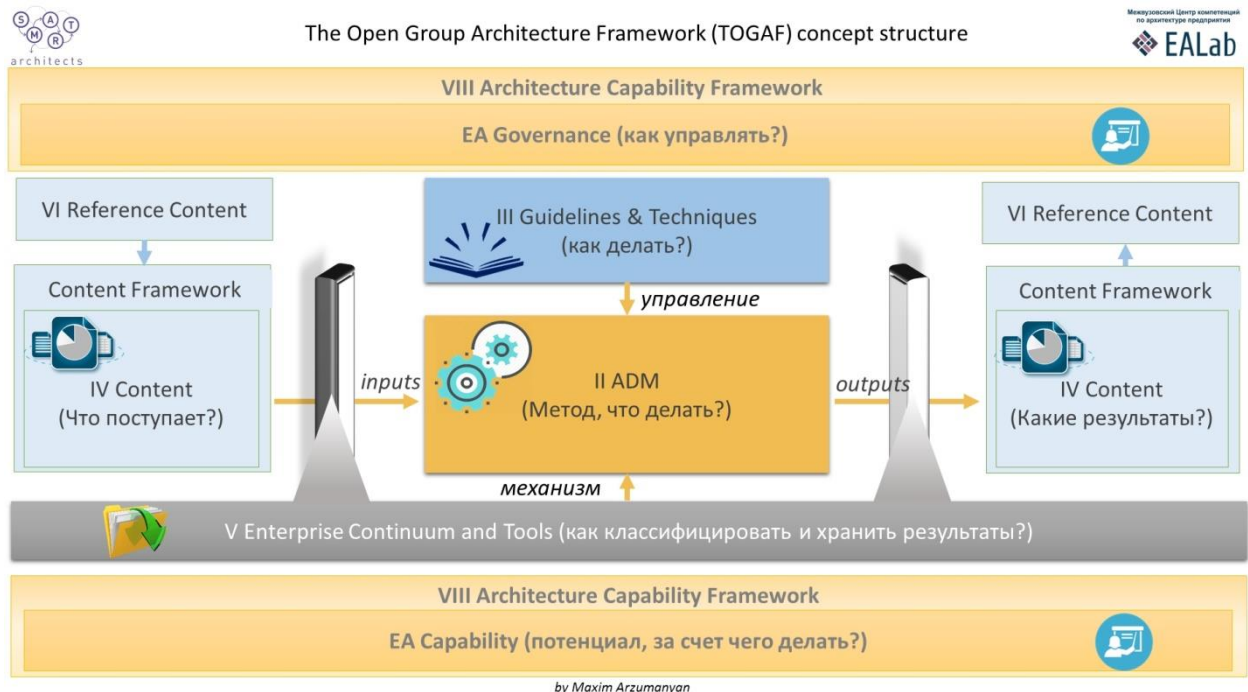 SMART
architects
The Open Group Architecture Framework (TOGAF) concept structure
Межвузовский Центр компетенций
по архитектуре предприятия
EALab
VIII Architecture Capability Framework
EA Governance (как управлять?)
VI Reference Content
III Guidelines & Techniques
(как делать?)
VI Reference Content
Content Framework
управление
Content Framework
IV Content
(Что поступает?)
inputs
II ADM
(Метод, что делать?)
outputs
IV Content
(Какие результаты?)
механизм
V Enterprise Continuum and Tools (как классифицировать и хранить результаты?)
VIII Architecture Capability Framework
EA Capability (потенциал, за счет чего делать?)
by Maxim Arzumanyan